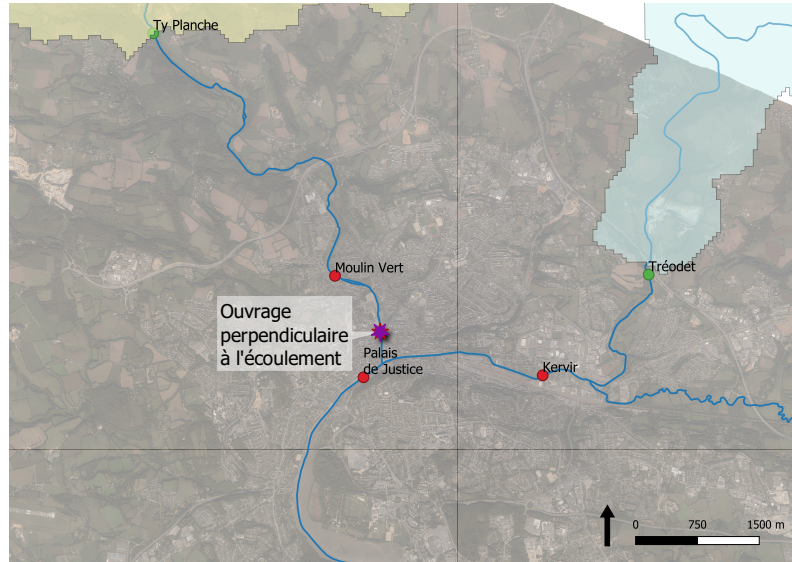 Ty Planche
Moulin Vert
Tréodet
Ouvrage
perpendiculaire
à l'écoulement
Palais
de Justice
Kervir
0 750 1500 m